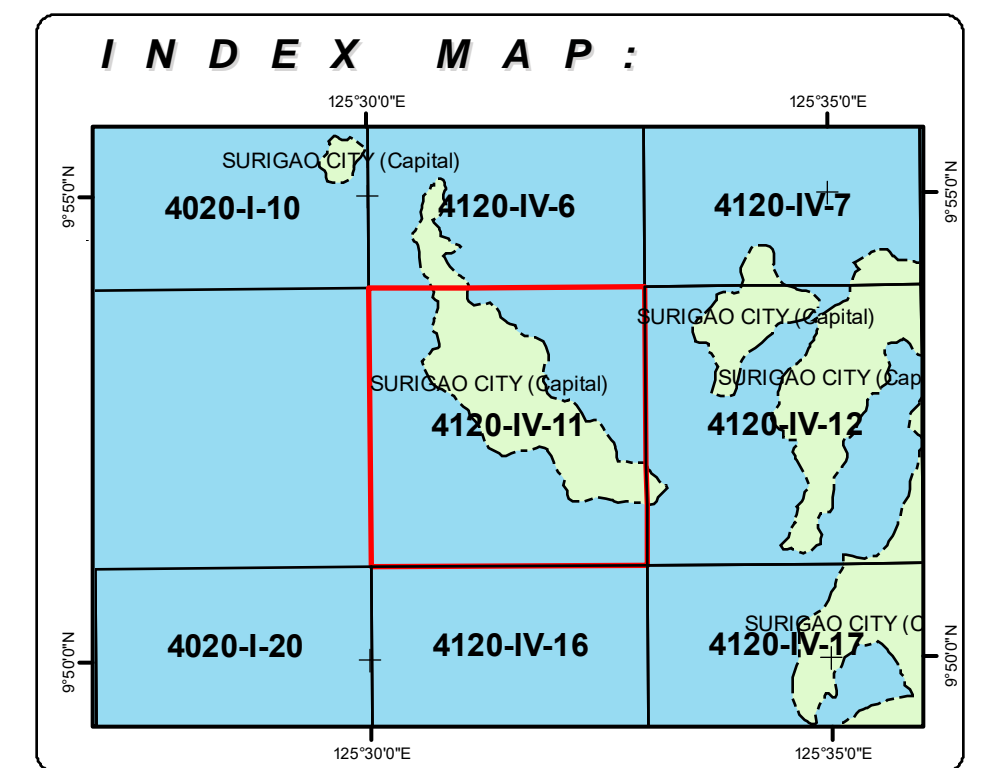 INDEX MAP:
125°30'0"E
125°35'0"E
SURIGAO CITY (Capital)
9°55'0"N
4020-I-10
4120-IV-6
4120-IV-7
9°55'0"N
SURIGAO CITY (Capital)
SURIGAO CITY (Capital)
SURIGAO CITY (Cap
4120-IV-11
4120-IV-12
SURIGAO CITY (C
9°50'0"N
4020-I-20
4120-IV-16
4120-IV-17
9°50'0"N
125°30'0"E
125°35'0"E